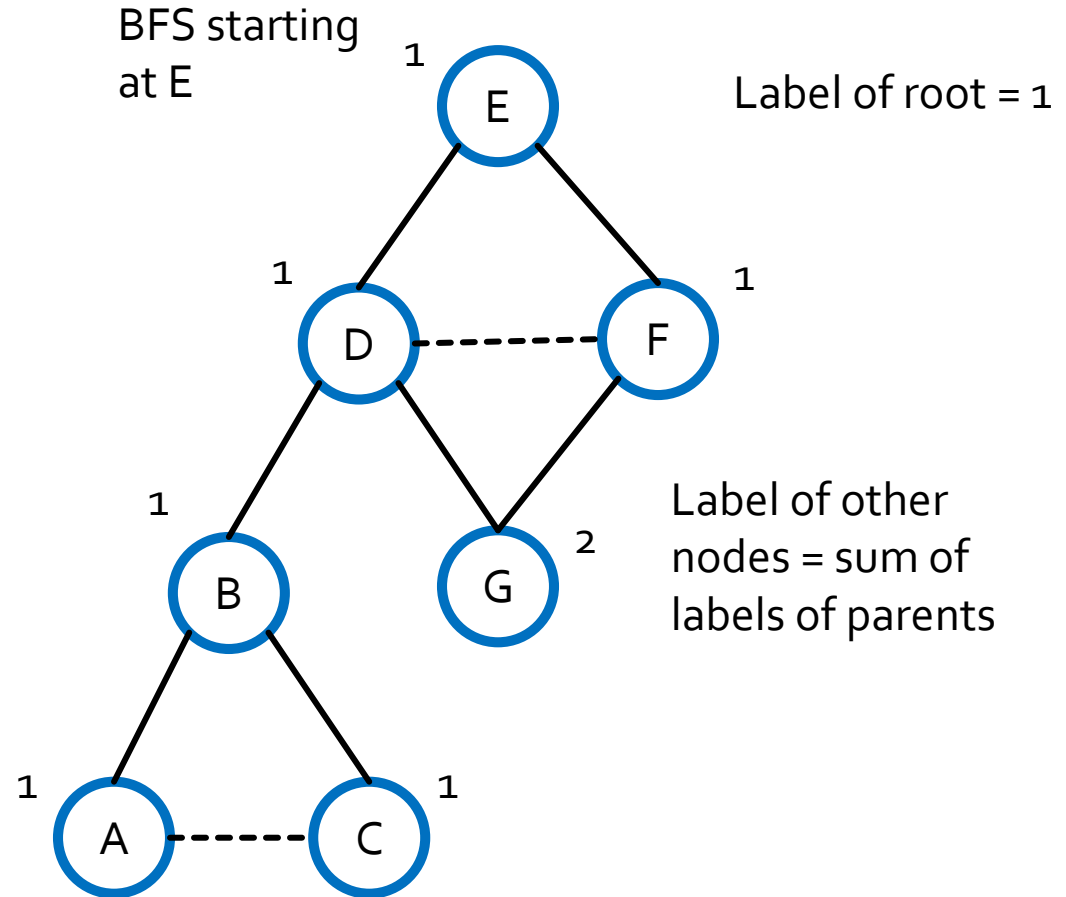 BFS starting
at E
1
E
Label of root = 1
1
D
1
F
1
B
G
2
Label of other
nodes = sum of
labels of parents
1
A
C
1